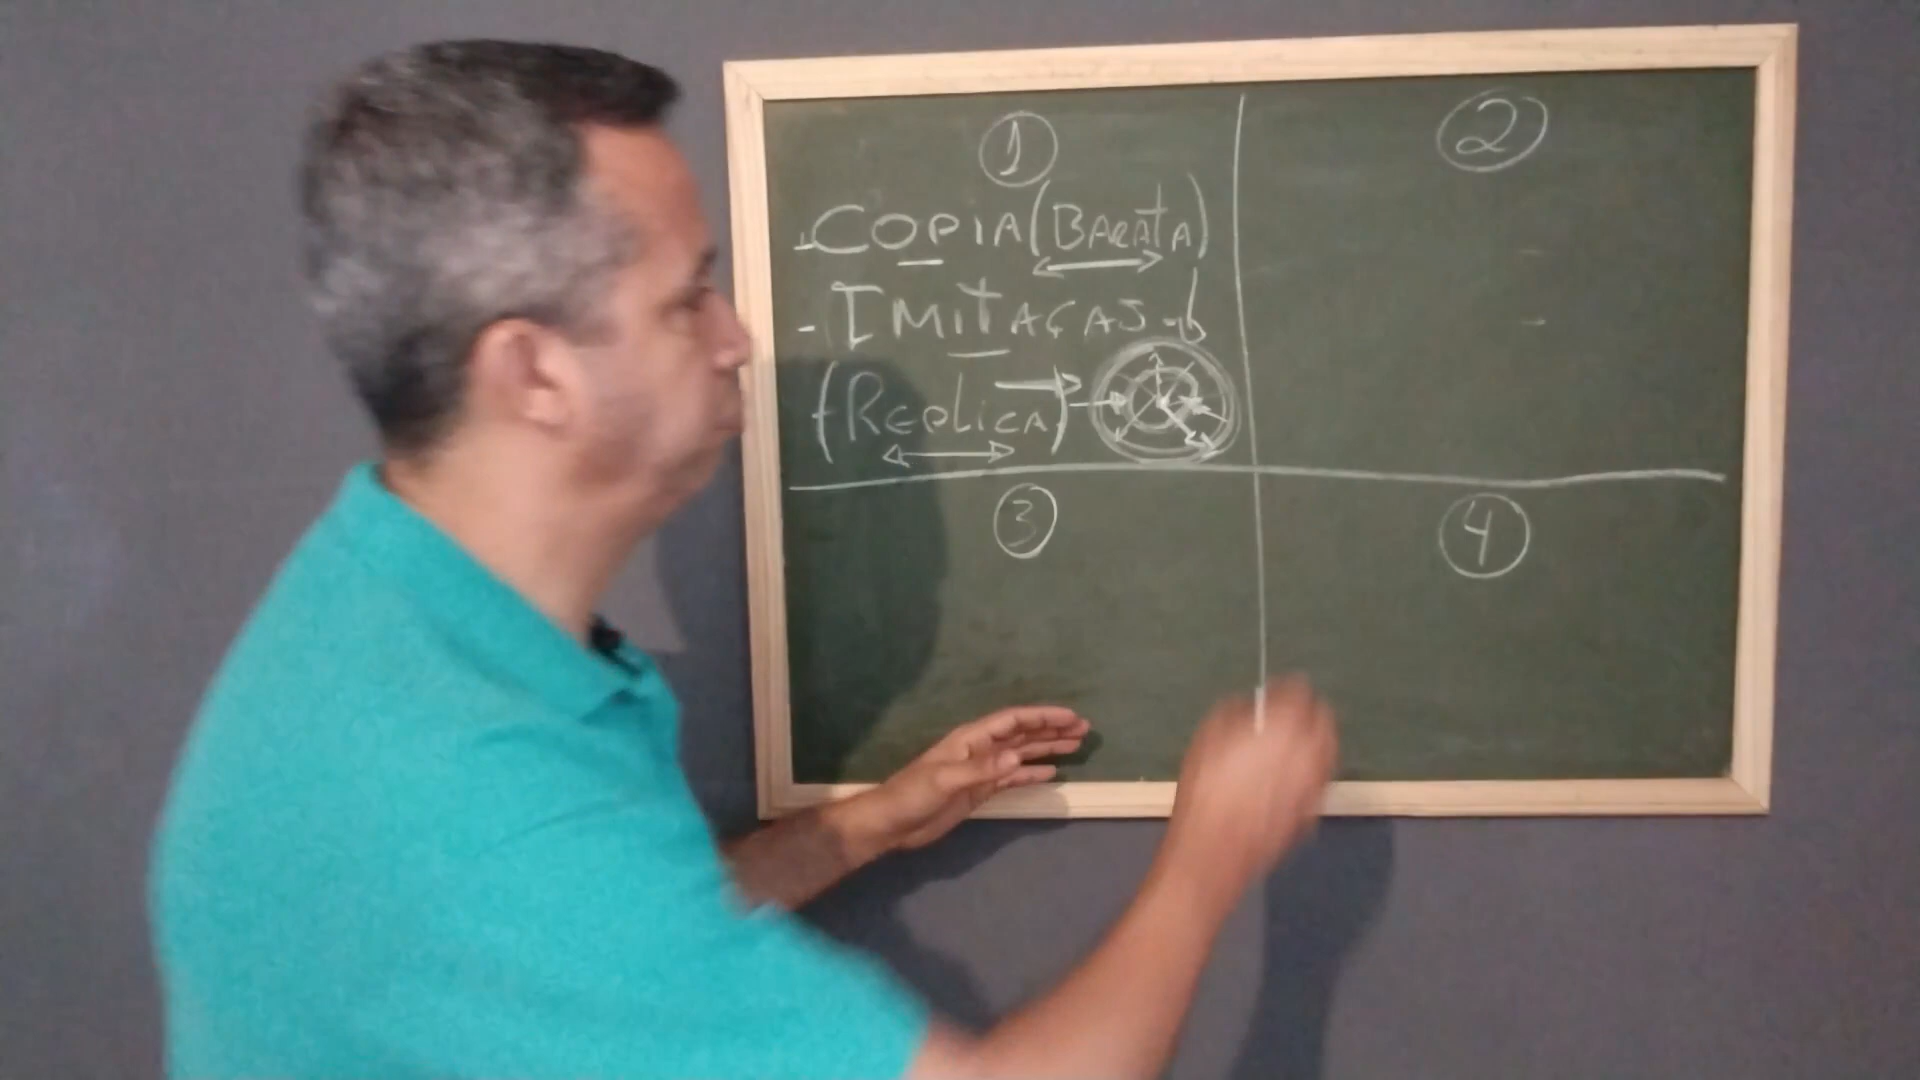 1
- COPIA (BARATA)
- IMITAÇAS
(REPLICA)
2
3
4